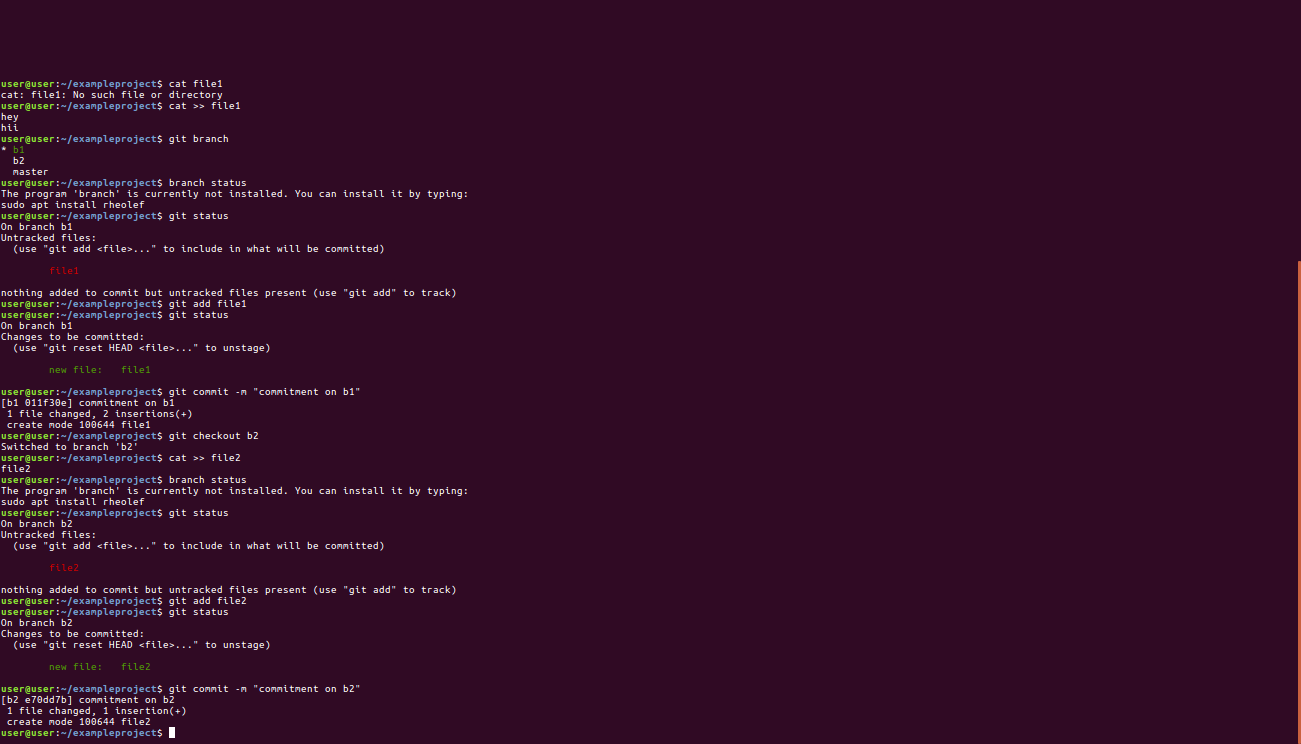 user@user:~/exampleproject$ cat file1
cat: file1: No such file or directory
user@user:~/exampleproject$ cat >> file1
hey
hii
user@user:~/exampleproject$ git branch
* b1
  b2
  master
user@user:~/exampleproject$ branch status
The program 'branch' is currently not installed. You can install it by typing:
sudo apt install rheolef
user@user:~/exampleproject$ git status
On branch b1
Untracked files:
  (use "git add <file>..." to include in what will be committed)
        file1
nothing added to commit but untracked files present (use "git add" to track)
user@user:~/exampleproject$ git add file1
user@user:~/exampleproject$ git status
On branch b1
Changes to be committed:
  (use "git reset HEAD <file>..." to unstage)
        new file:   file1
user@user:~/exampleproject$ git commit -m "commitment on b1"
[b1 011f30e] commitment on b1
 1 file changed, 2 insertions(+)
 create mode 100644 file1
user@user:~/exampleproject$ git checkout b2
Switched to branch 'b2'
user@user:~/exampleproject$ cat >> file2
file2
user@user:~/exampleproject$ branch status
The program 'branch' is currently not installed. You can install it by typing:
sudo apt install rheolef
user@user:~/exampleproject$ git status
On branch b2
Untracked files:
  (use "git add <file>..." to include in what will be committed)
        file2
nothing added to commit but untracked files present (use "git add" to track)
user@user:~/exampleproject$ git add file2
user@user:~/exampleproject$ git status
On branch b2
Changes to be committed:
  (use "git reset HEAD <file>..." to unstage)
        new file:   file2
user@user:~/exampleproject$ git commit -m "commitment on b2"
[b2 e70dd7b] commitment on b2
 1 file changed, 1 insertion(+)
 create mode 100644 file2
user@user:~/exampleproject$